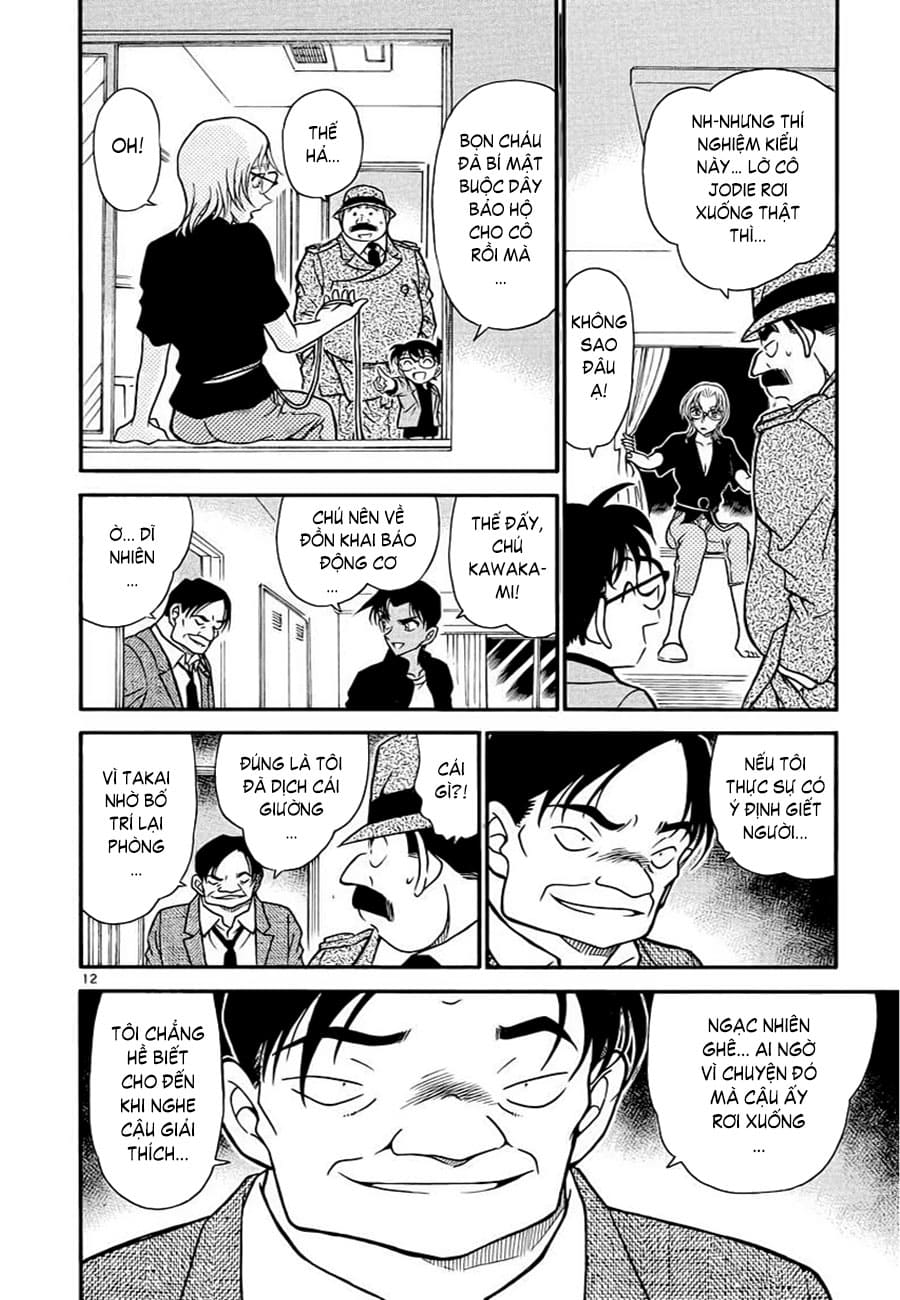 NH-NHƯNG THÍ
NGHIỆM KIỂU
NÀY... LỠ CÔ
JODIE RƠI
XUỐNG THẬT
THÌ...
KHÔNG
SAO
ĐÂU
Ạ!
BỌN CHÁU
ĐÃ BÍ MẬT
BUỘC DÂY
BẢO HỘ
CHO CÔ
RỒI MÀ
...
THẾ
HẢ...
OH!
THẾ ĐẤY,
CHÚ
KAWAKA-
MI!
CHÚ NÊN VỀ
ĐỒN KHAI BÁO
ĐỘNG CƠ
...
Ờ... DĨ
NHIÊN
...
NẾU TÔI
THỰC SỰ CÓ
Ý ĐỊNH GIẾT
NGƯỜI...
CÁI
GÌ?!
ĐÚNG LÀ TÔI
ĐÃ DỊCH CÁI
GIƯỜNG
...
VÌ TAKAI
NHỜ BỐ
TRÍ LẠI
PHÒNG
...
12
NGẠC NHIÊN
GHÊ... AI NGỜ
VÌ CHUYỆN ĐÓ
MÀ CẬU ẤY
RƠI XUỐNG
...
TÔI CHẲNG
HỀ BIẾT
CHO ĐẾN
KHI NGHE
CẬU GIẢI
THÍCH...